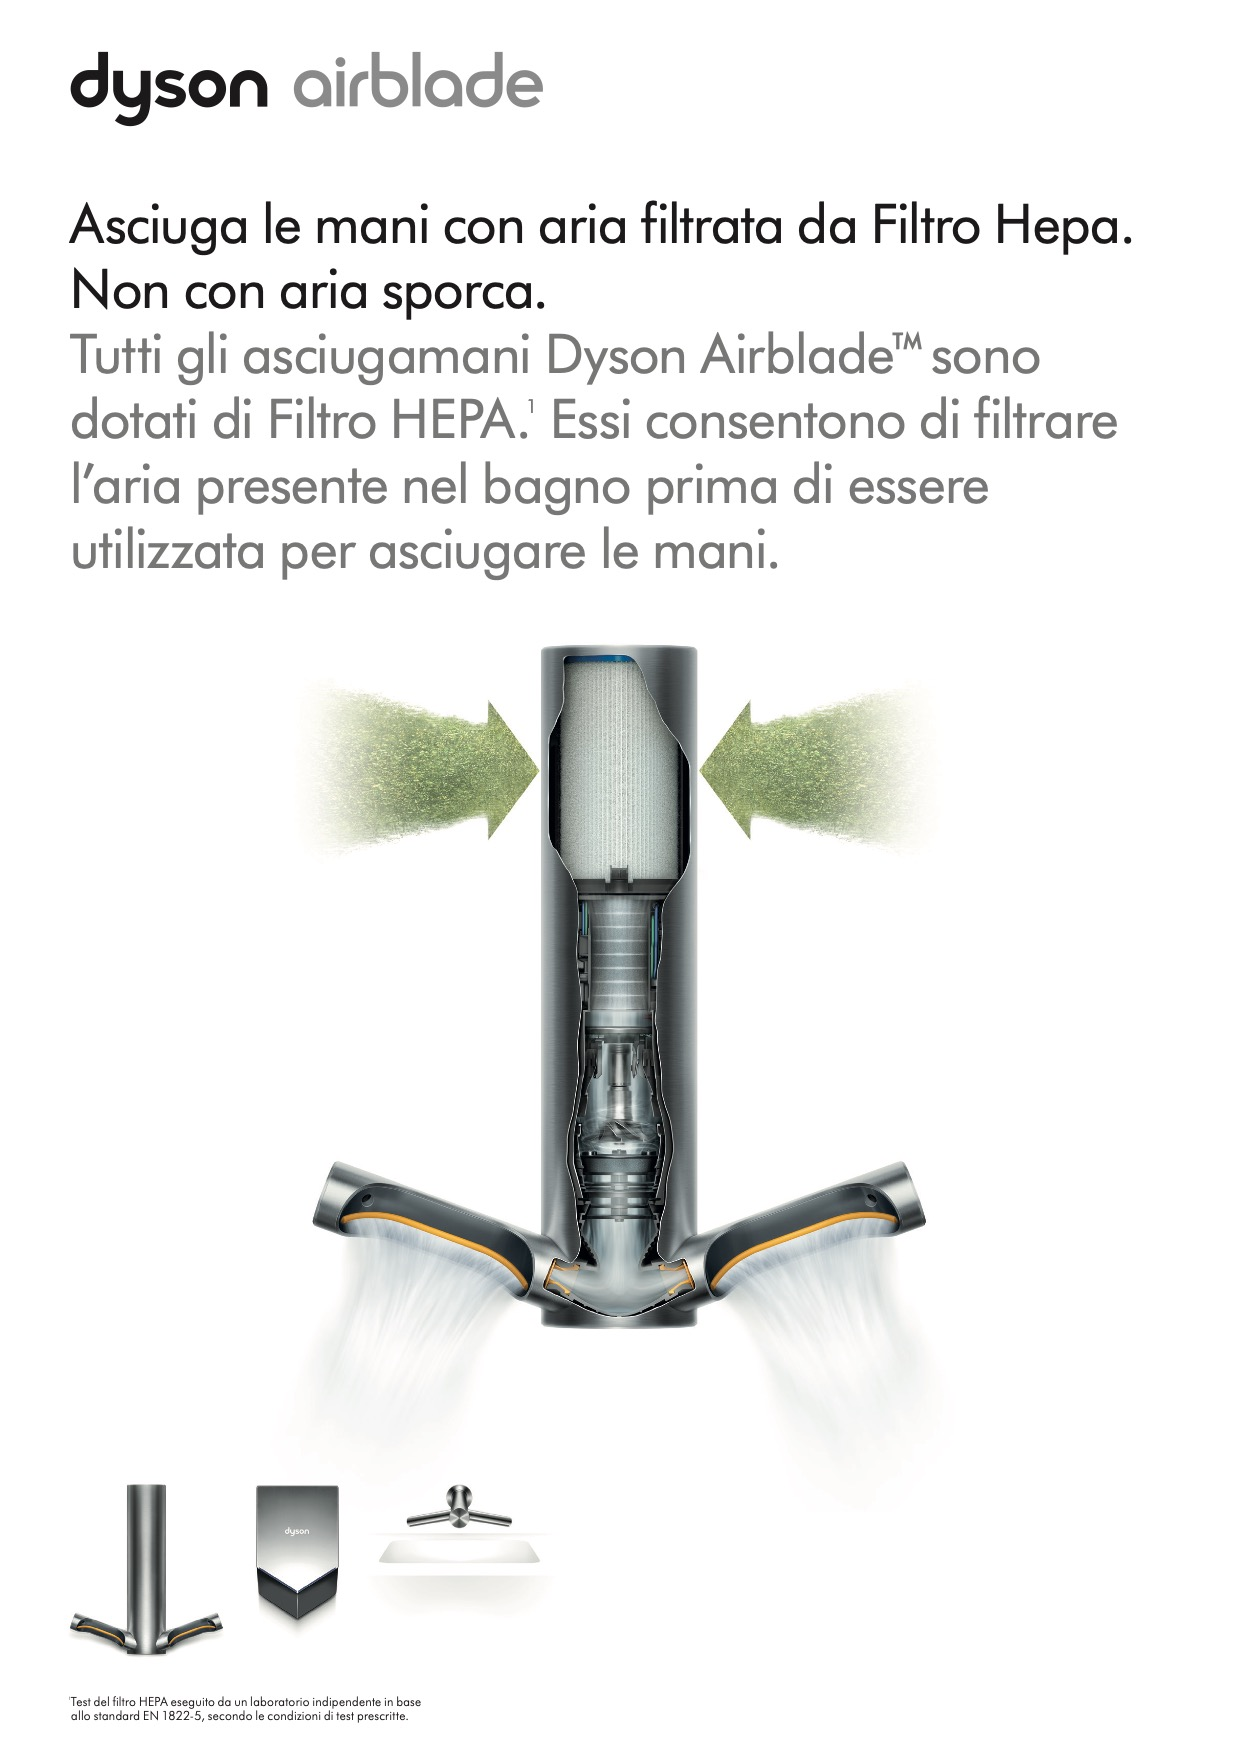 dyson airblade
Asciuga le mani con aria filtrata da Filtro Hepa.
Non con aria sporca.
Tutti gli asciugamani Dyson Airblade™ sono
dotati di Filtro HEPA.¹ Essi consentono di filtrare
l’aria presente nel bagno prima di essere
utilizzata per asciugare le mani.
dyson
¹Test del filtro HEPA eseguito da un laboratorio indipendente in base
allo standard EN 1822-5, secondo le condizioni di test prescritte.